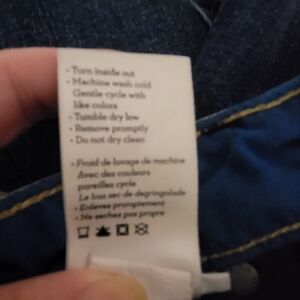 • Turn inside out
• Machine wash cold
Gentle cycle with
like colors
• Tumble dry low
• Remove promptly
• Do not dry clean
• Froid de lavage de machine
Avec des couleurs
pareilles cycle
Le bas sec de degringolade
• Enleves promptement
• Ne seches pas propre